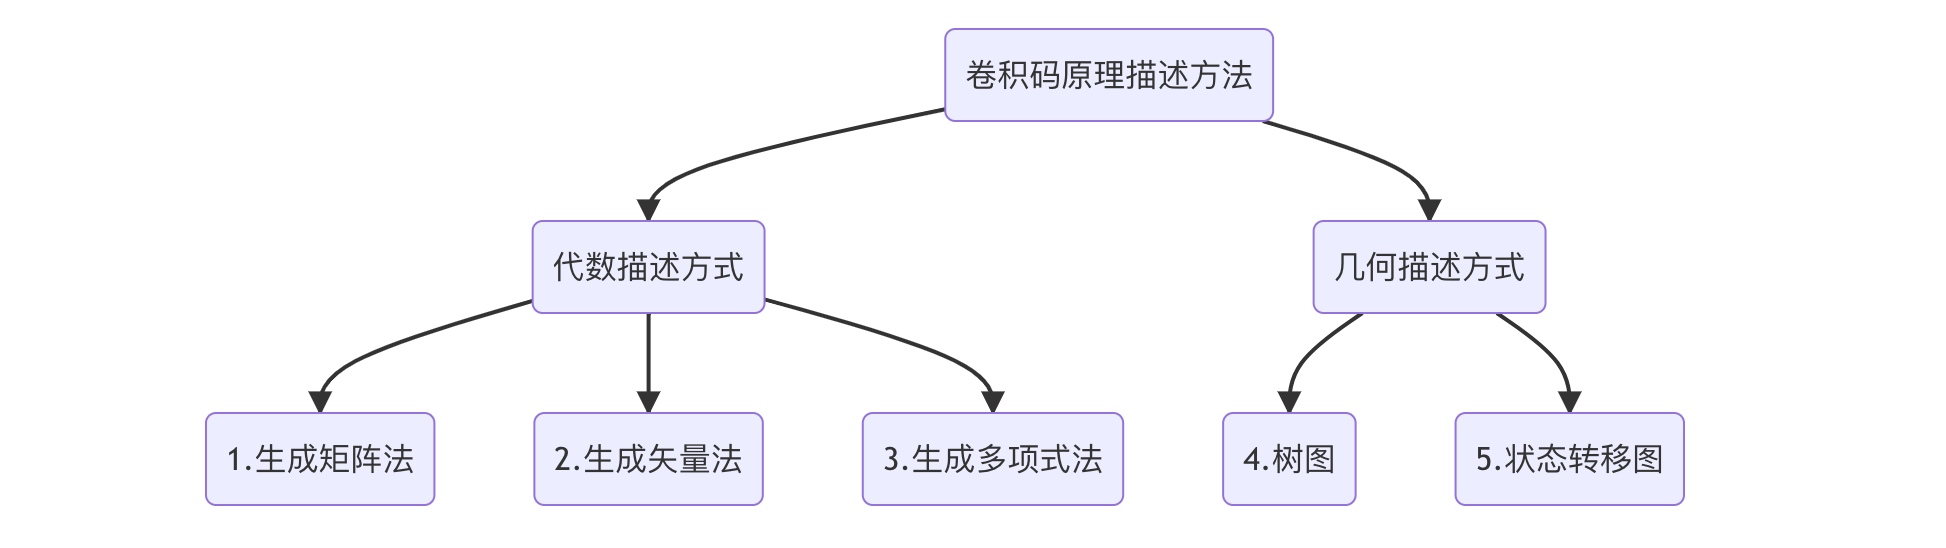 卷积码原理描述方法
代数描述方式
几何描述方式
1.生成矩阵法
2.生成矢量法
3.生成多项式法
4.树图
5.状态转移图